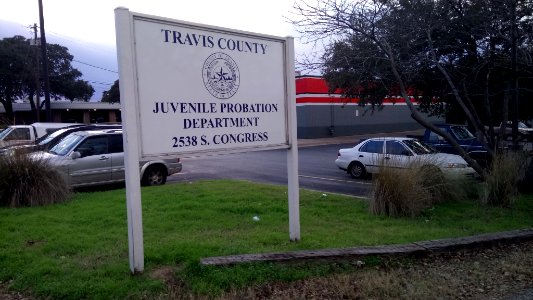 TRAVIS COUNTY
JUVENILE PROBATION
DEPARTMENT
2538 S. CONGRESS